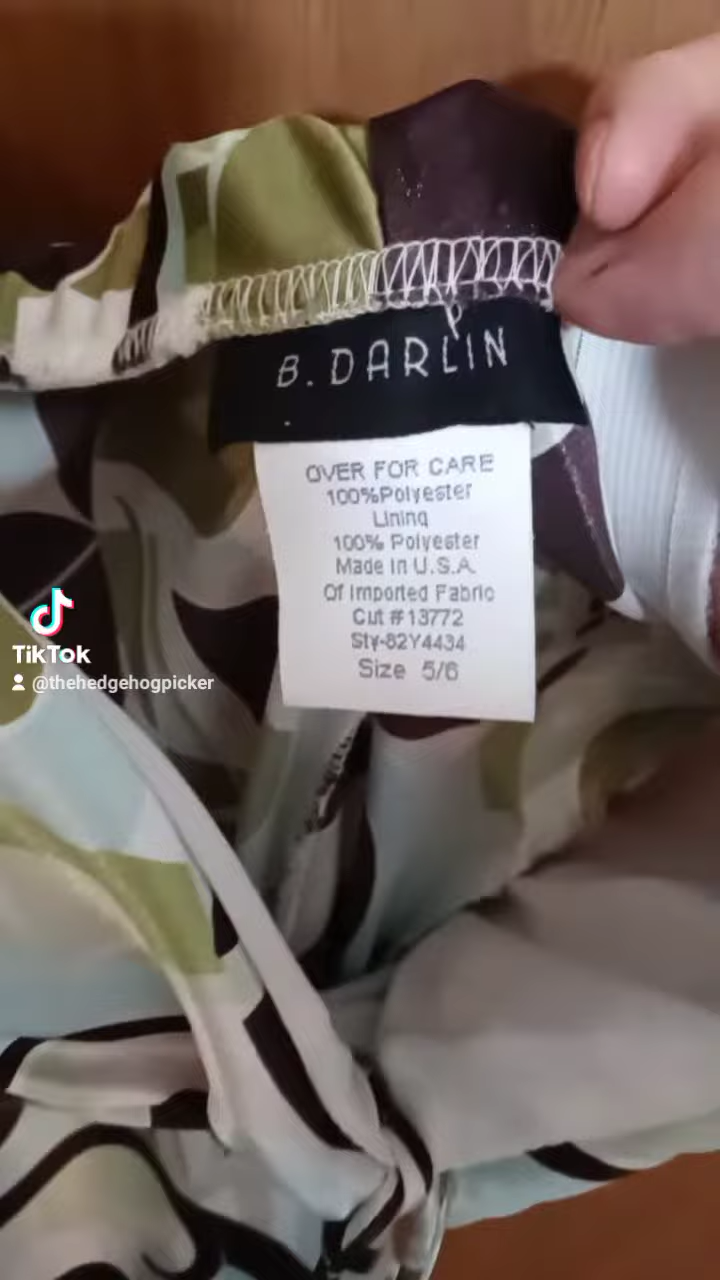 B. DARLIN
OVER FOR CARE
100%Polyester
Lining
100% Polyester
Made in U.S.A.
Of Imported Fabric
Cut #13772
Sty-82Y4434
Size 5/6
TikTok
@thehedgehogpicker